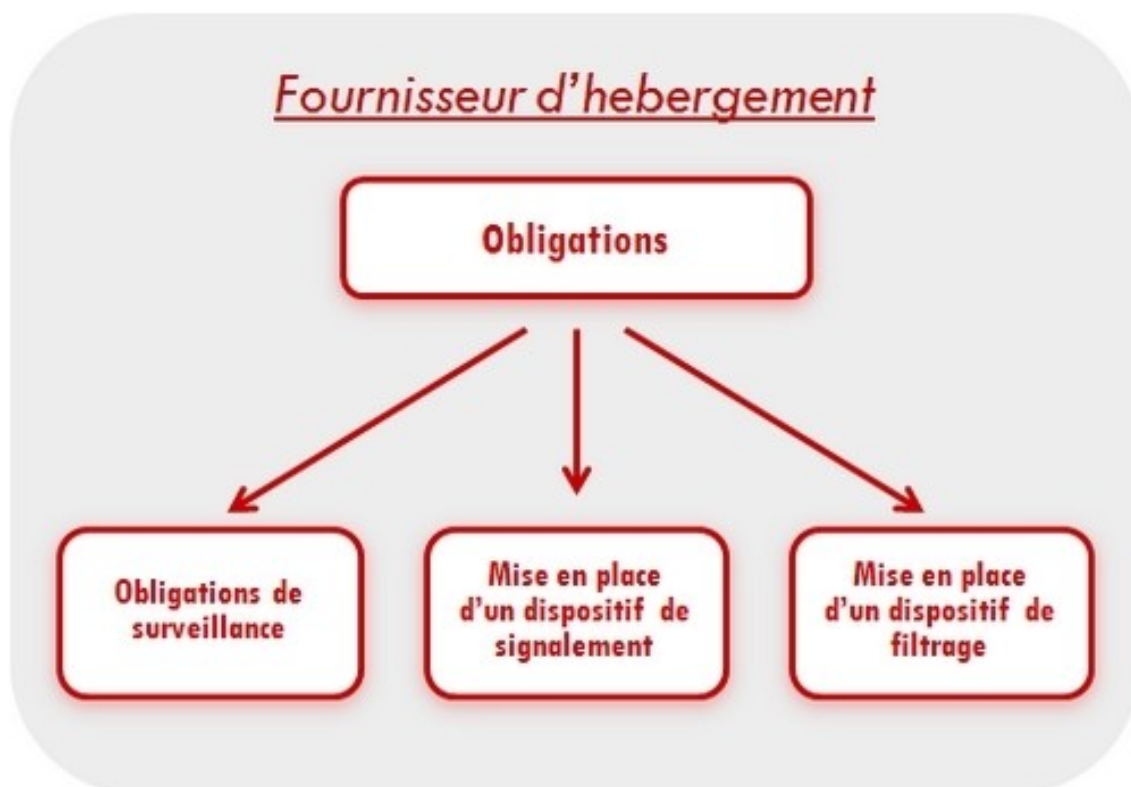 Fournisseur d'hebergement
Obligations
Obligations de
surveillance
Mise en place
d'un dispositif de
signalement
Mise en place
d'un dispositif de
filtrage